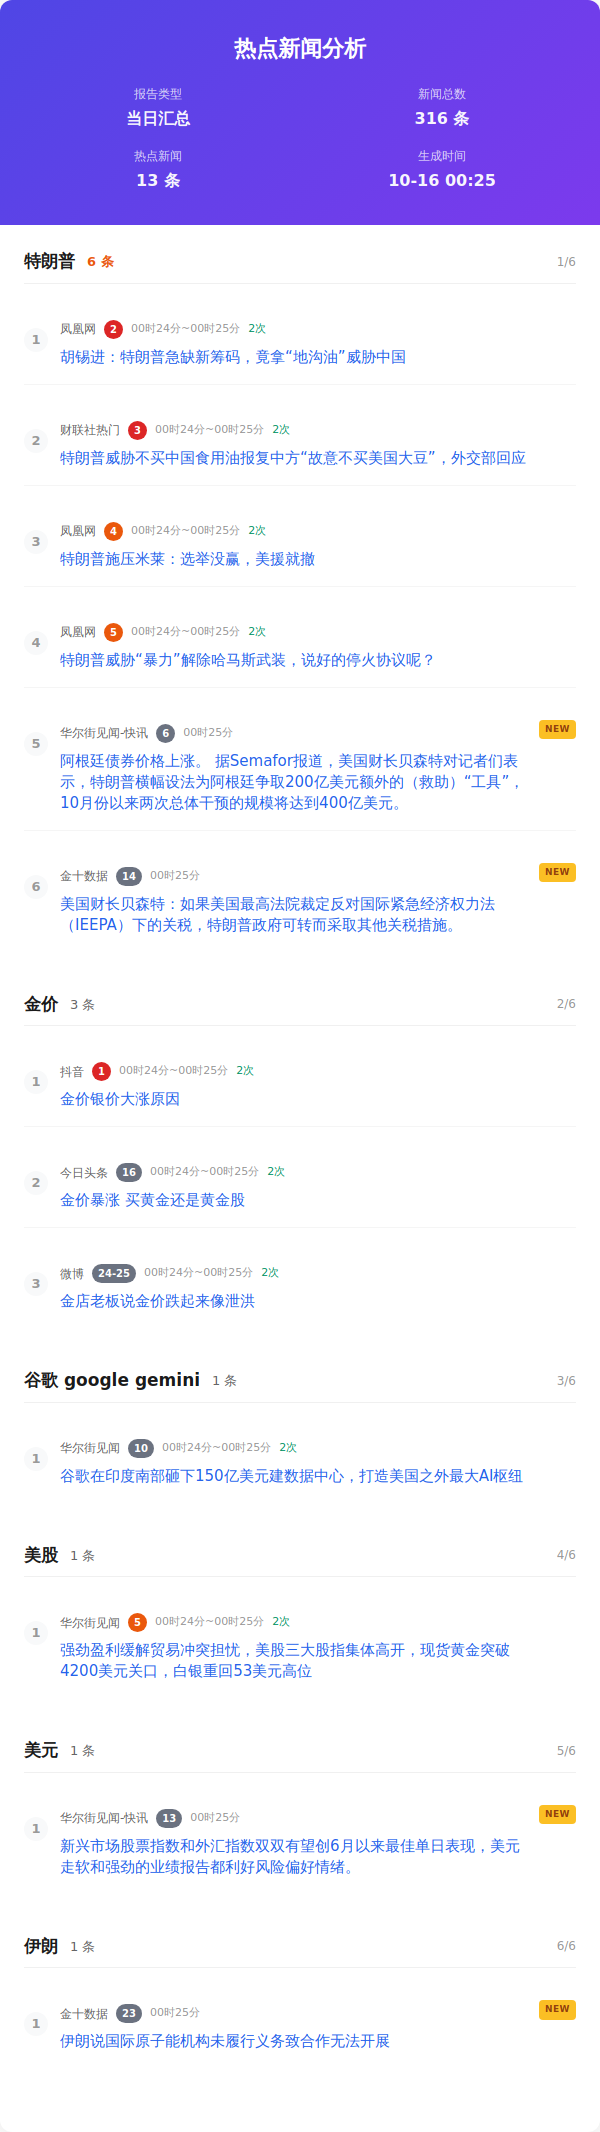 热点新闻分析
报告类型
当日汇总
新闻总数
316 条
热点新闻
13 条
生成时间
10-16 00:25
特朗普 6 条 1/6
1
凤凰网 2 00时24分~00时25分 2次
胡锡进：特朗普急缺新筹码，竟拿“地沟油”威胁中国
2
财联社热门 3 00时24分~00时25分 2次
特朗普威胁不买中国食用油报复中方“故意不买美国大豆”，外交部回应
3
凤凰网 4 00时24分~00时25分 2次
特朗普施压米莱：选举没赢，美援就撤
4
凤凰网 5 00时24分~00时25分 2次
特朗普威胁“暴力”解除哈马斯武装，说好的停火协议呢？
5
华尔街见闻-快讯 6 00时25分 NEW
阿根廷债券价格上涨。 据Semafor报道，美国财长贝森特对记者们表
示，特朗普横幅设法为阿根廷争取200亿美元额外的（救助）“工具”，
10月份以来两次总体干预的规模将达到400亿美元。
6
金十数据 14 00时25分 NEW
美国财长贝森特：如果美国最高法院裁定反对国际紧急经济权力法
（IEEPA）下的关税，特朗普政府可转而采取其他关税措施。
金价 3 条 2/6
1
抖音 1 00时24分~00时25分 2次
金价银价大涨原因
2
今日头条 16 00时24分~00时25分 2次
金价暴涨 买黄金还是黄金股
3
微博 24-25 00时24分~00时25分 2次
金店老板说金价跌起来像泄洪
谷歌 google gemini 1 条 3/6
1
华尔街见闻 10 00时24分~00时25分 2次
谷歌在印度南部砸下150亿美元建数据中心，打造美国之外最大AI枢纽
美股 1 条 4/6
1
华尔街见闻 5 00时24分~00时25分 2次
强劲盈利缓解贸易冲突担忧，美股三大股指集体高开，现货黄金突破
4200美元关口，白银重回53美元高位
美元 1 条 5/6
1
华尔街见闻-快讯 13 00时25分 NEW
新兴市场股票指数和外汇指数双双有望创6月以来最佳单日表现，美元
走软和强劲的业绩报告都利好风险偏好情绪。
伊朗 1 条 6/6
1
金十数据 23 00时25分 NEW
伊朗说国际原子能机构未履行义务致合作无法开展